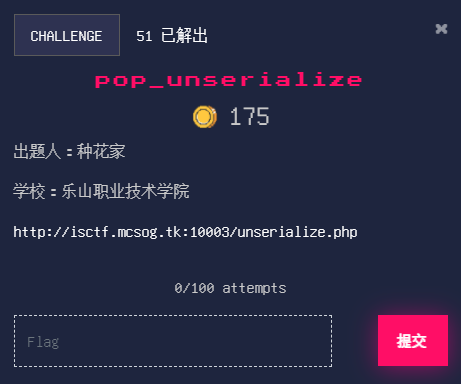 CHALLENGE 51 已解出 ×
pop_unserialize
175
出题人：种花家
学校：乐山职业技术学院
http://isctf.mcsog.tk:10003/unserialize.php
0/100 attempts
Flag 提交